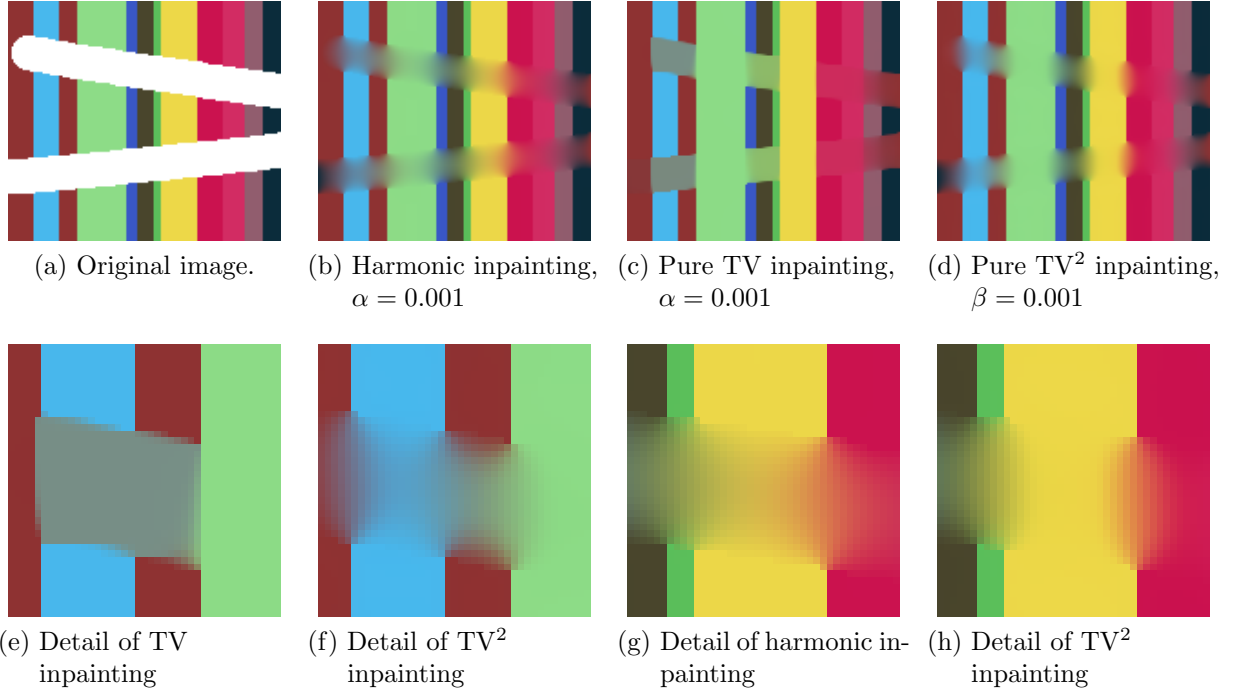 (a) Original image.
(b) Harmonic inpainting, α = 0.001
(c) Pure TV inpainting, α = 0.001
(d) Pure TV² inpainting, β = 0.001
(e) Detail of TV inpainting
(f) Detail of TV² inpainting
(g) Detail of harmonic in-painting
(h) Detail of TV² inpainting